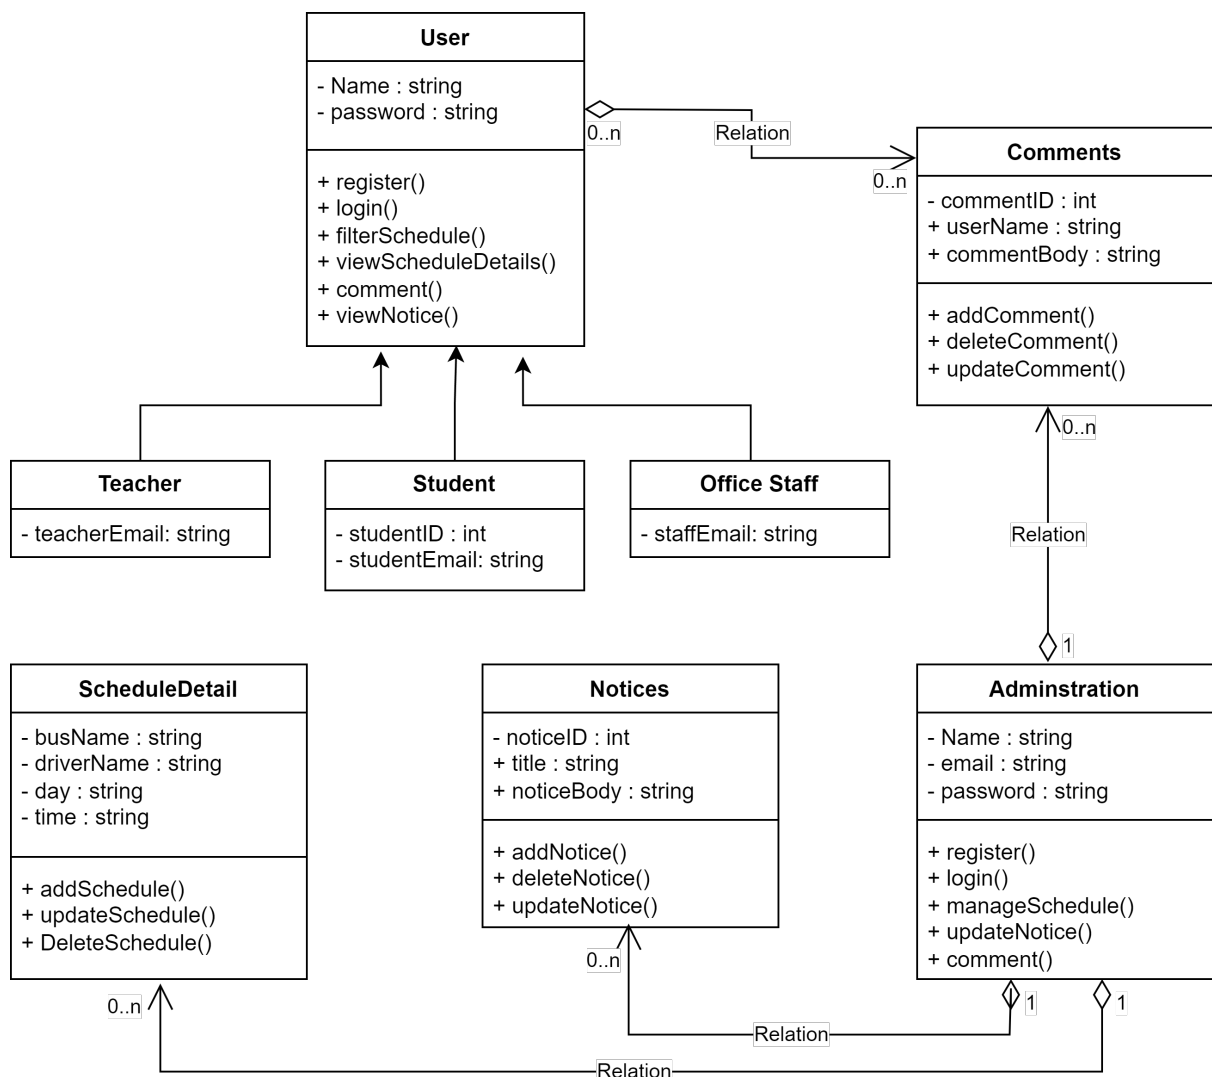 User
- Name : string
- password : string
+ register()
+ login()
+ filterSchedule()
+ viewScheduleDetails()
+ comment()
+ viewNotice()
0..n
Relation
0..n
Comments
- commentID : int
+ userName : string
+ commentBody : string
+ addComment()
+ deleteComment()
+ updateComment()
0..n
Relation
1
Teacher
- teacherEmail: string
Student
- studentID : int
- studentEmail: string
Office Staff
- staffEmail: string
ScheduleDetail
- busName : string
- driverName : string
- day : string
- time : string
+ addSchedule()
+ updateSchedule()
+ DeleteSchedule()
0..n
Notices
- noticeID : int
+ title : string
+ noticeBody : string
+ addNotice()
+ deleteNotice()
+ updateNotice()
0..n
Adminstration
- Name : string
- email : string
- password : string
+ register()
+ login()
+ manageSchedule()
+ updateNotice()
+ comment()
1
1
Relation
Relation